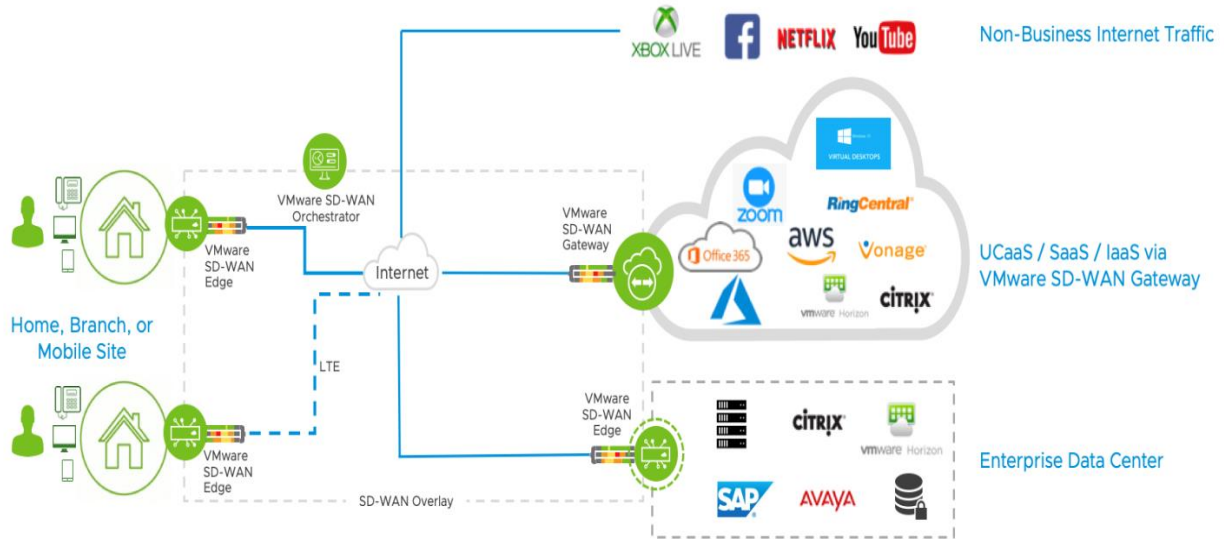 XBOX LIVE
f
NETFLIX
YouTube
Non-Business Internet Traffic
VMware SD-WAN
Orchestrator
VMware
SD-WAN
Edge
Internet
VMware
SD-WAN
Gateway
VIRTUAL DESKTOPS
zoom
RingCentral®
Office 365
aws
Vonage®
vmware Horizon
CITRIX®
UCaaS / SaaS / IaaS via
VMware SD-WAN Gateway
Home, Branch, or
Mobile Site
LTE
VMware
SD-WAN
Edge
VMware
SD-WAN
Edge
SD-WAN Overlay
CITRIX®
vmware Horizon
SAP
AVAYA
Enterprise Data Center